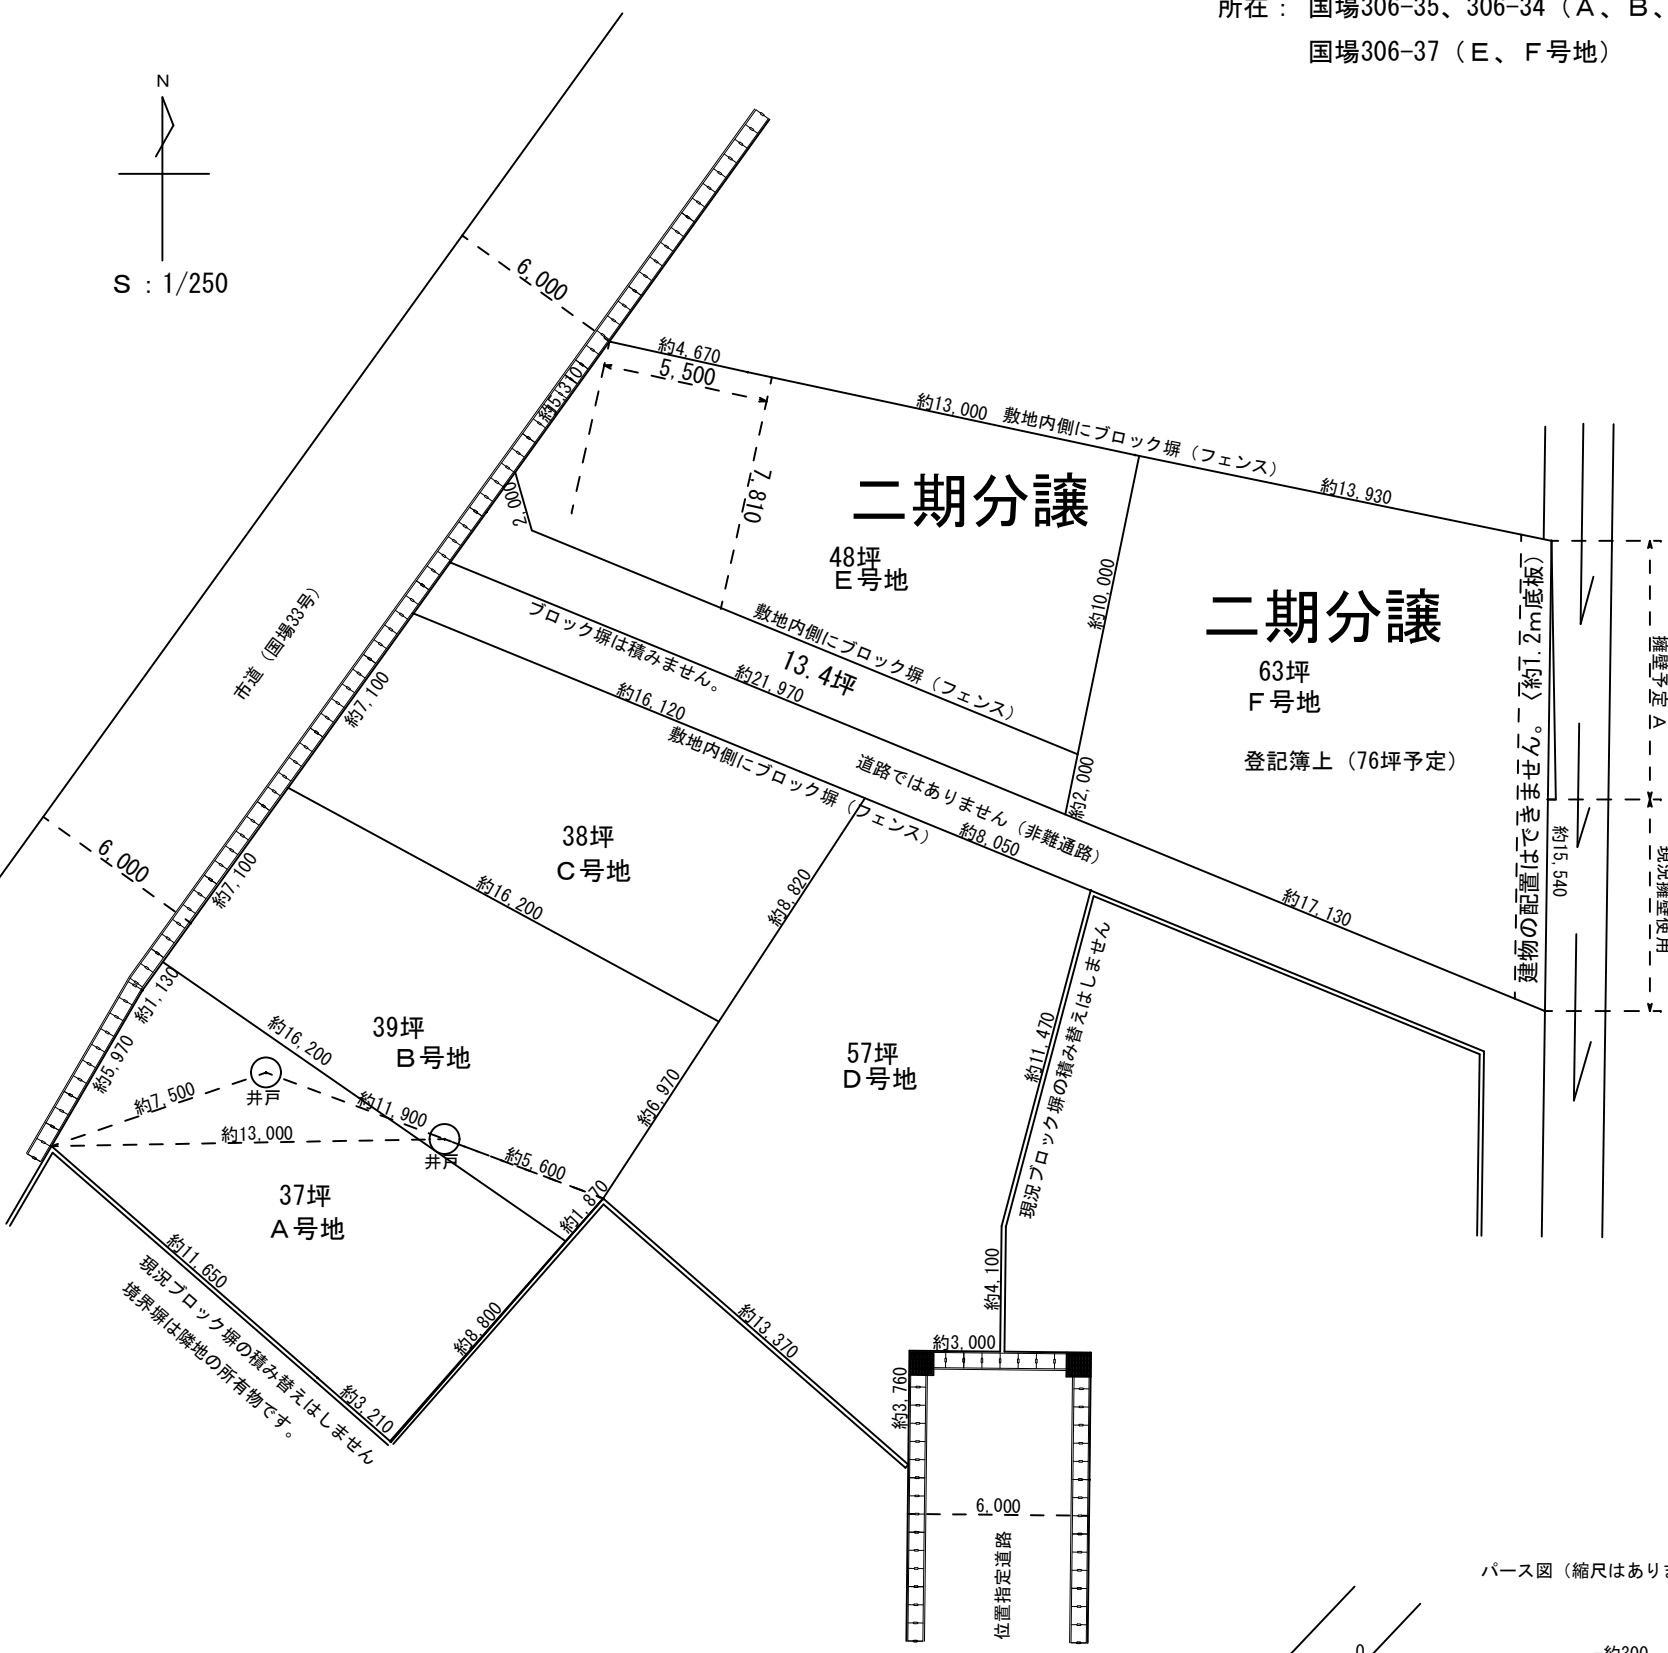 所在： 国場306-35、306-34（A、B、
国場306-37（E、F号地）
N
S：1/250
6,000
約4,670
5,500
約5,310
約13,000 敷地内側にブロック塀（フェンス）
約13,930
7,810
2,000
二期分譲
48坪
E号地
約10,000
二期分譲
63坪
F号地
登記簿上（76坪予定）
建物の配置はできません。（約1.2m底板）
擁壁予定 A
現況擁壁使用
約15,540
市道（国場33号）
敷地内側にブロック塀（フェンス）
13.4坪
ブロック塀は積みません。
約21,970
約2,000
約7,100
約16,120
敷地内側にブロック塀（フェンス）
道路ではありません（非難通路）
約8,050
約17,130
38坪
C号地
6,000
約7,100
約16,200
約8,820
約1,130
39坪
B号地
約16,200
約5,970
57坪
D号地
約11,470
現況ブロック塀の積み替えはしません
約7,500
井戸
約11,900
約13,000
井戸
約5,600
約6,970
約1,870
37坪
A号地
約11,650
現況ブロック塀の積み替えはしません
境界塀は隣地の所有物です。
約3,210
約8,800
約13,370
約4,100
約3,000
約3,760
6,000
位置指定道路
パース図（縮尺はありま
約300